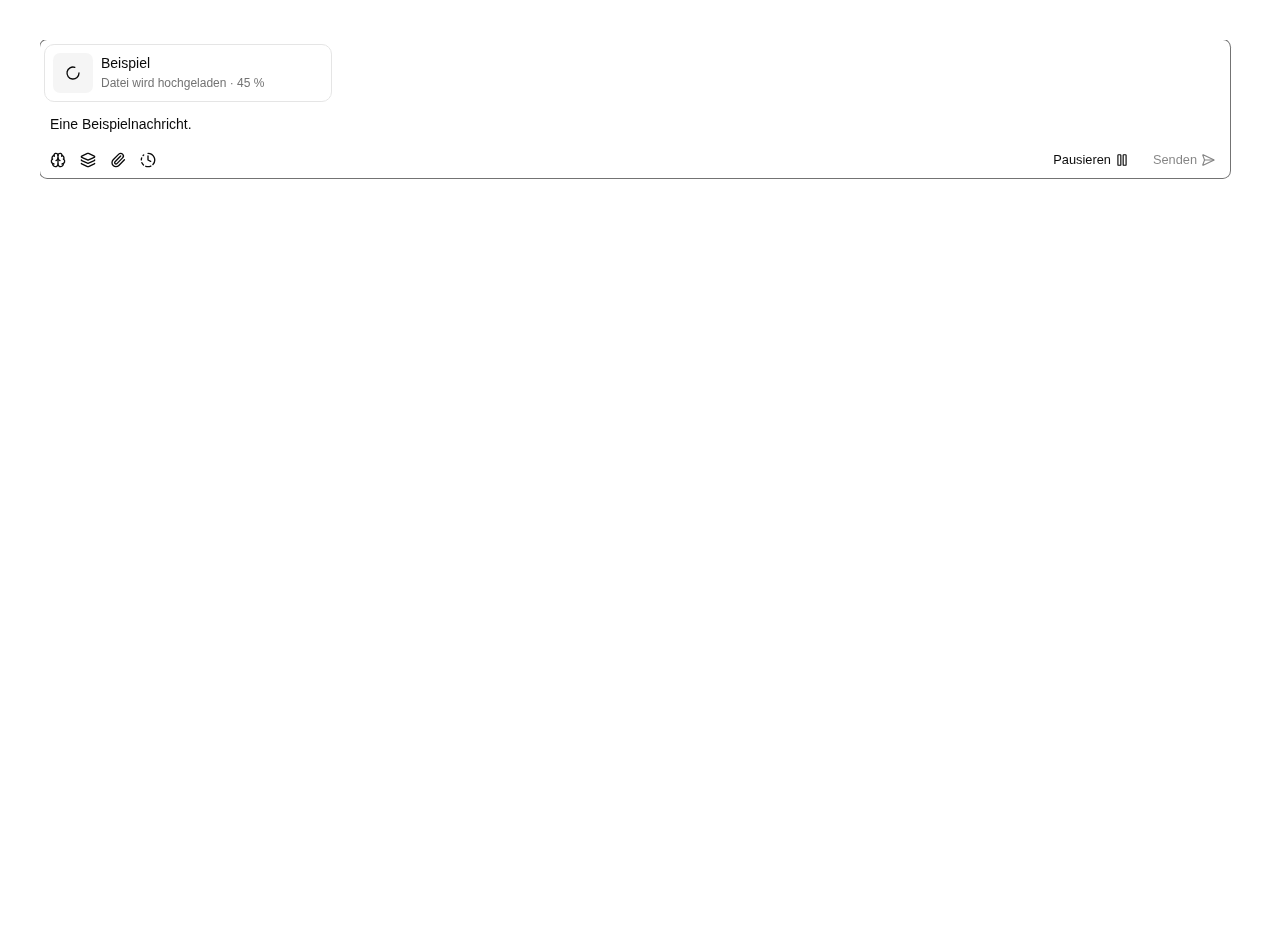 Beispiel
Datei wird hochgeladen · 45 %
Eine Beispielnachricht.
Pausieren Senden